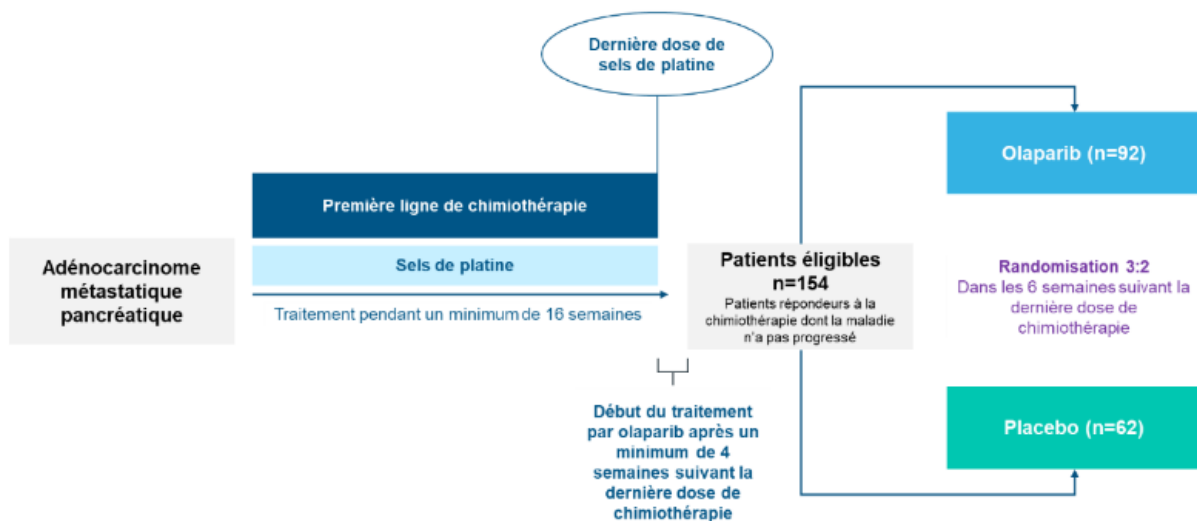 Dernière dose de
sels de platine
Olaparib (n=92)
Première ligne de chimiothérapie
Sels de platine
Adénocarcinome
métastatique
pancréatique
Traitement pendant un minimum de 16 semaines
Patients éligibles
n=154
Patients répondeurs à la
chimiothérapie dont la maladie
n'a pas progressé
Randomisation 3:2
Dans les 6 semaines suivant la
dernière dose de
chimiothérapie
Début du traitement
par olaparib après un
minimum de 4
semaines suivant la
dernière dose de
chimiothérapie
Placebo (n=62)